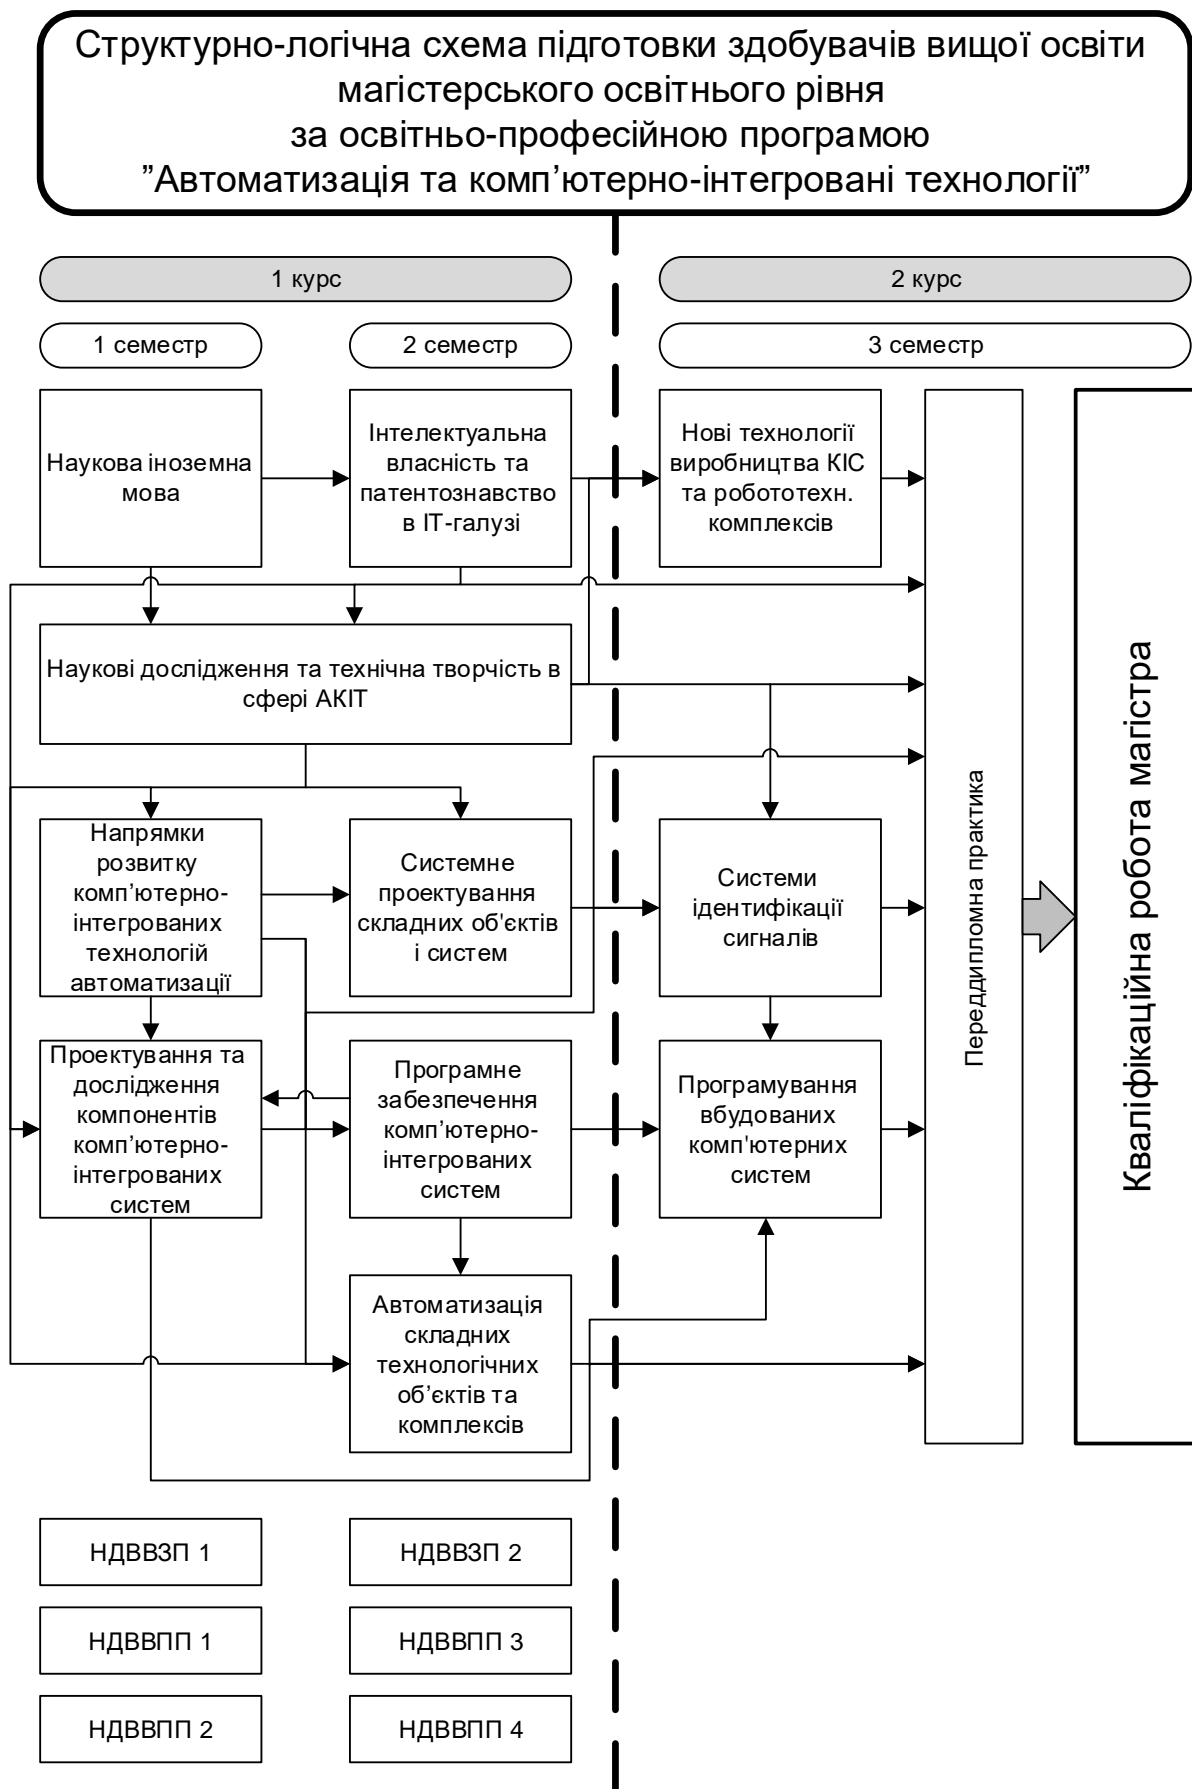 Структурно-логічна схема підготовки здобувачів вищої освіти
магістерського освітнього рівня
за освітньо-професійною програмою
”Автоматизація та комп’ютерно-інтегровані технології”
1 курс
2 курс
1 семестр
2 семестр
3 семестр
Наукова іноземна
мова
Інтелектуальна
власність та
патентознавство
в ІТ-галузі
Нові технології
виробництва КІС
та робототехн.
комплексів
Наукові дослідження та технічна творчість в
сфері АКІТ
Напрямки
розвитку
комп’ютерно-
інтегрованих
технологій
автоматизації
Системне
проектування
складних об'єктів
і систем
Системи
ідентифікації
сигналів
Проектування та
дослідження
компонентів
комп’ютерно-
інтегрованих
систем
Програмне
забезпечення
комп’ютерно-
інтегрованих
систем
Програмування
вбудованих
комп'ютерних
систем
Автоматизація
складних
технологічних
об’єктів та
комплексів
Переддипломна практика
Кваліфікаційна робота магістра
НДВВЗП 1
НДВВЗП 2
НДВВПП 1
НДВВПП 3
НДВВПП 2
НДВВПП 4